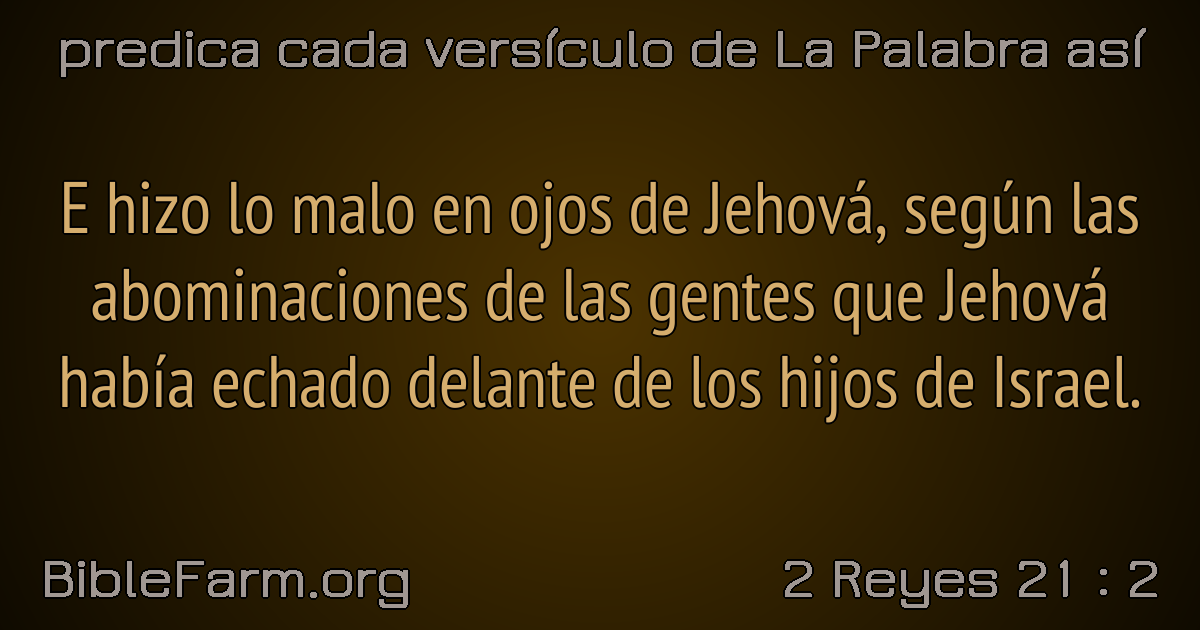 predica cada versículo de La Palabra así
E hizo lo malo en ojos de Jehová, según las
abominaciones de las gentes que Jehová
había echado delante de los hijos de Israel.
BibleFarm.org
2 Reyes 21 : 2